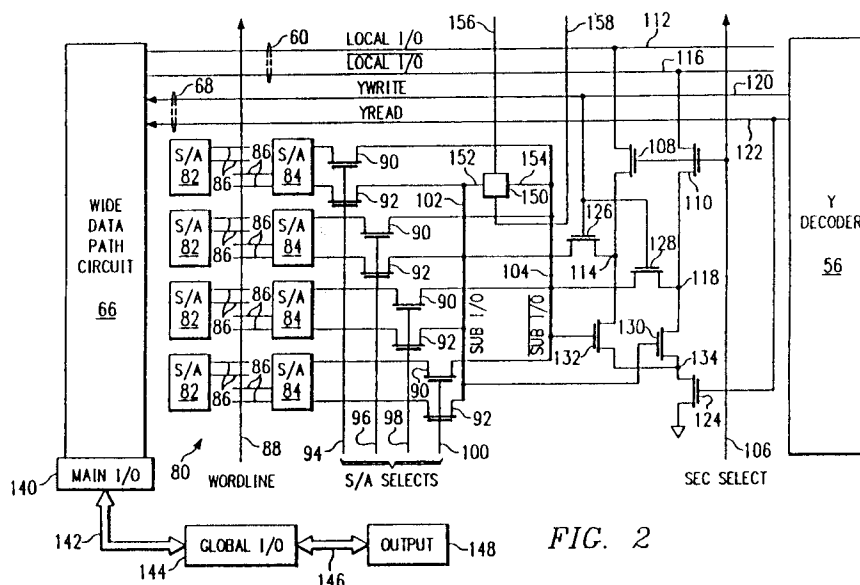 156 158
60 LOCAL I/O 112
LOCAL I/O 116
68 YWRITE 120
YREAD 122
S/A 82 86 S/A 84 90 108
86 92 102 152 154 150 110
WIDE DATA PATH CIRCUIT 66
S/A 82 86 S/A 84 90 126
86 92 104 114 128
Y DECODER 56
S/A 82 86 S/A 84 90 118
86 92 SUB I/O SUB I/O 132 130
S/A 82 86 S/A 84 90 134
86 92 124
80 88 94 96 98 100 106
MAIN I/O 140
WORDLINE S/A SELECTS SEC SELECT
142 GLOBAL I/O 144 146 OUTPUT 148
FIG. 2